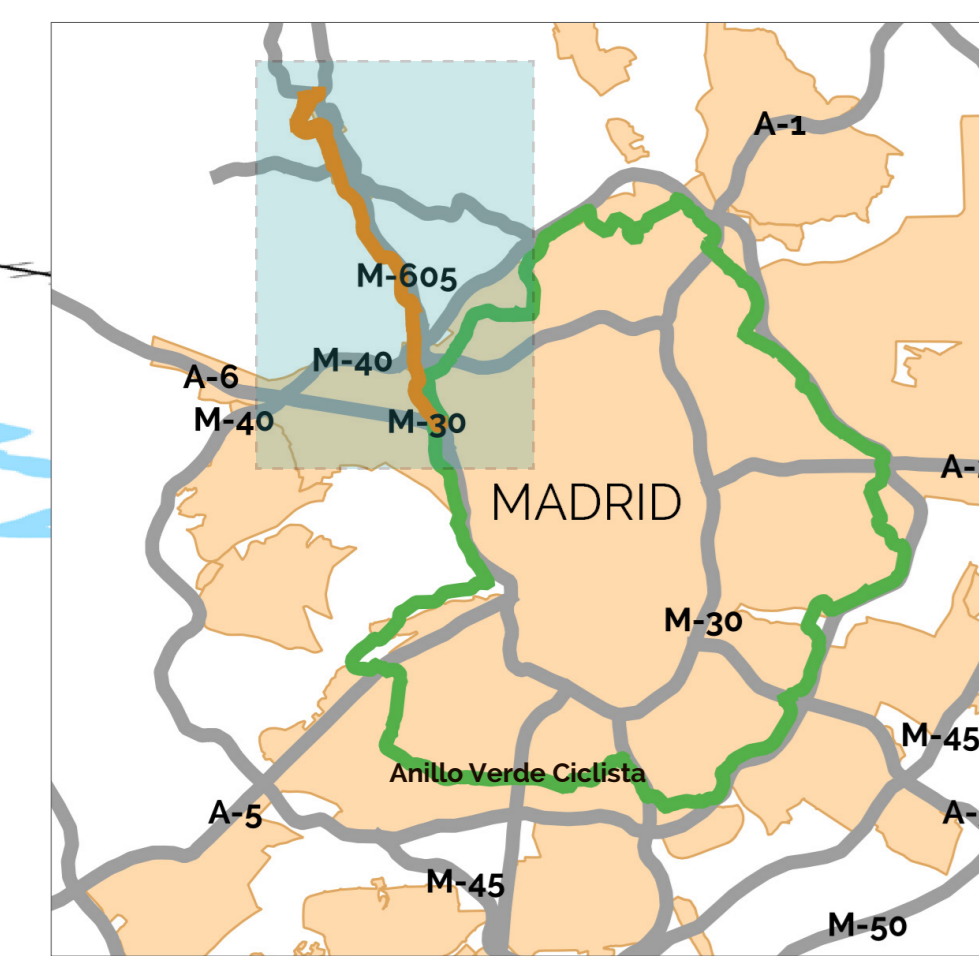 A-1
M-605
M-40
A-6
M-40
M-30
A-
MADRID
M-30
M-45
Anillo Verde Ciclista
A-5
A-
M-45
M-50